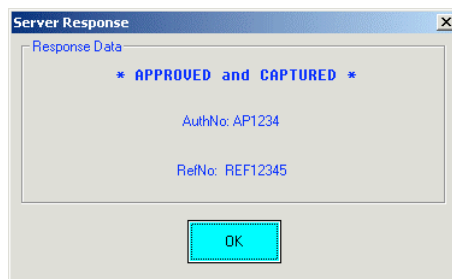 Server Response
Response Data
* APPROVED and CAPTURED *
AuthNo: AP1234
RefNo: REF12345
OK